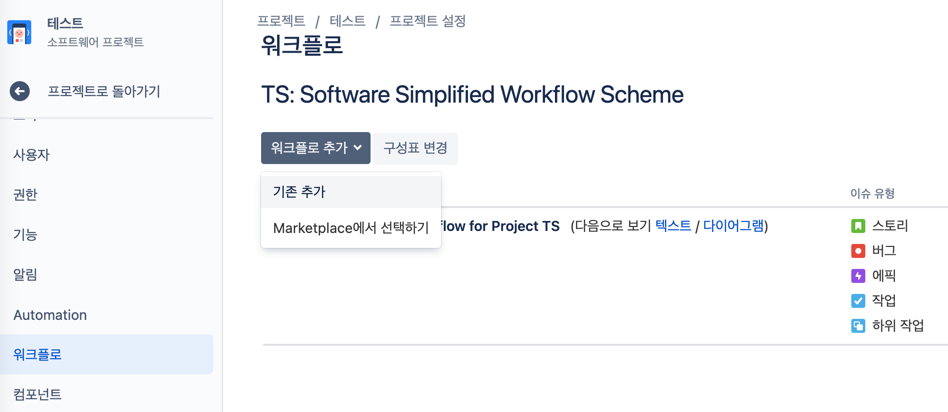 테스트
소프트웨어 프로젝트
프로젝트로 돌아가기
사용자
권한
기능
알림
Automation
워크플로
컴포넌트
프로젝트 / 테스트 / 프로젝트 설정
워크플로
TS: Software Simplified Workflow Scheme
워크플로 추가 구성표 변경
기존 추가
Marketplace에서 선택하기
이슈 유형
flow for Project TS (다음으로 보기 텍스트 / 다이어그램)
스토리
버그
에픽
작업
하위 작업